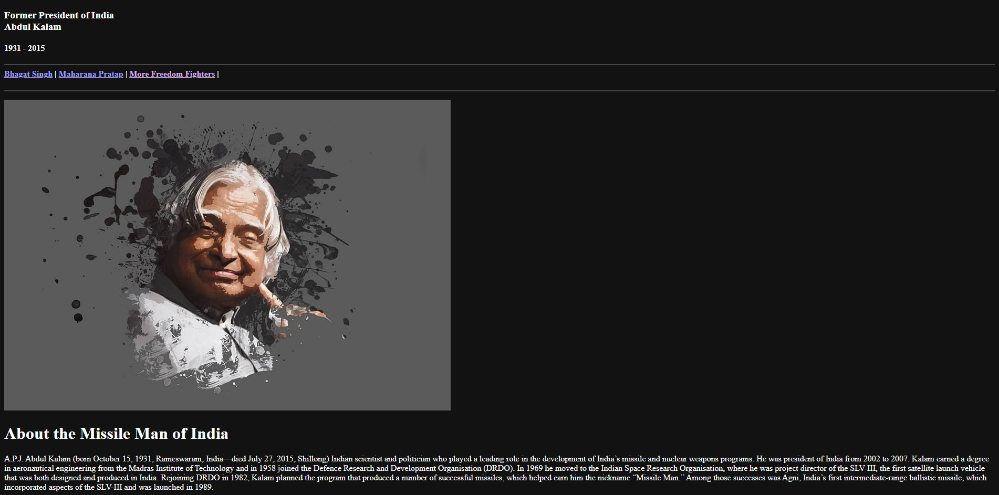 Former President of India
Abdul Kalam
1931 - 2015
Bhagat Singh | Maharana Pratap | More Freedom Fighters |
About the Missile Man of India
A.P.J. Abdul Kalam (born October 15, 1931, Rameswaram, India—died July 27, 2015, Shillong) Indian scientist and politician who played a leading role in the development of India’s missile and nuclear weapons programs. He was president of India from 2002 to 2007. Kalam earned a degree
in aeronautical engineering from the Madras Institute of Technology and in 1958 joined the Defence Research and Development Organisation (DRDO). In 1969 he moved to the Indian Space Research Organisation, where he was project director of the SLV-III, the first satellite launch vehicle
that was both designed and produced in India. Rejoining DRDO in 1982, Kalam planned the program that produced a number of successful missiles, which helped earn him the nickname “Missile Man.” Among those successes was Agni, India’s first intermediate-range ballistic missile, which
incorporated aspects of the SLV-III and was launched in 1989.